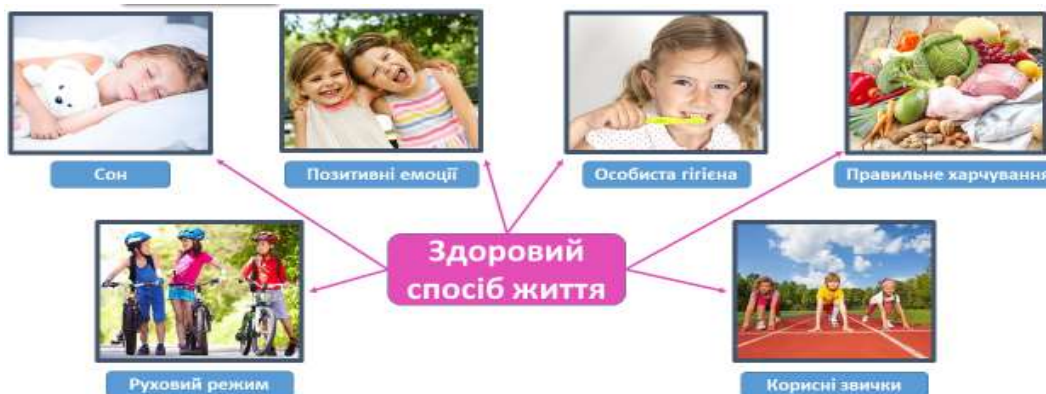 Сон
Позитивні емоції
Особиста гігієна
Правильне харчування
Здоровий
спосіб життя
Руховий режим
Корисні звички